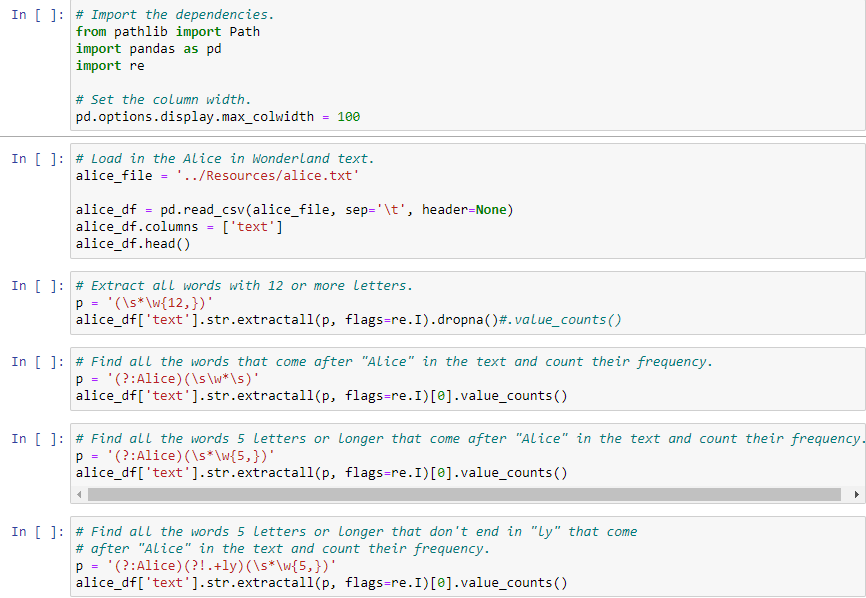 In [ ]: # Import the dependencies.
from pathlib import Path
import pandas as pd
import re

# Set the column width.
pd.options.display.max_colwidth = 100
In [ ]: # Load in the Alice in Wonderland text.
alice_file = '../Resources/alice.txt'

alice_df = pd.read_csv(alice_file, sep='\t', header=None)
alice_df.columns = ['text']
alice_df.head()
In [ ]: # Extract all words with 12 or more letters.
p = '(\s*\w{12,})'
alice_df['text'].str.extractall(p, flags=re.I).dropna()#.value_counts()
In [ ]: # Find all the words that come after "Alice" in the text and count their frequency.
p = '(?:Alice)(\s\w*\s)'
alice_df['text'].str.extractall(p, flags=re.I)[0].value_counts()
In [ ]: # Find all the words 5 letters or longer that come after "Alice" in the text and count their frequency.
p = '(?:Alice)(\s*\w{5,})'
alice_df['text'].str.extractall(p, flags=re.I)[0].value_counts()
In [ ]: # Find all the words 5 letters or longer that don't end in "ly" that come
# after "Alice" in the text and count their frequency.
p = '(?:Alice)(?!.+ly)(\s*\w{5,})'
alice_df['text'].str.extractall(p, flags=re.I)[0].value_counts()